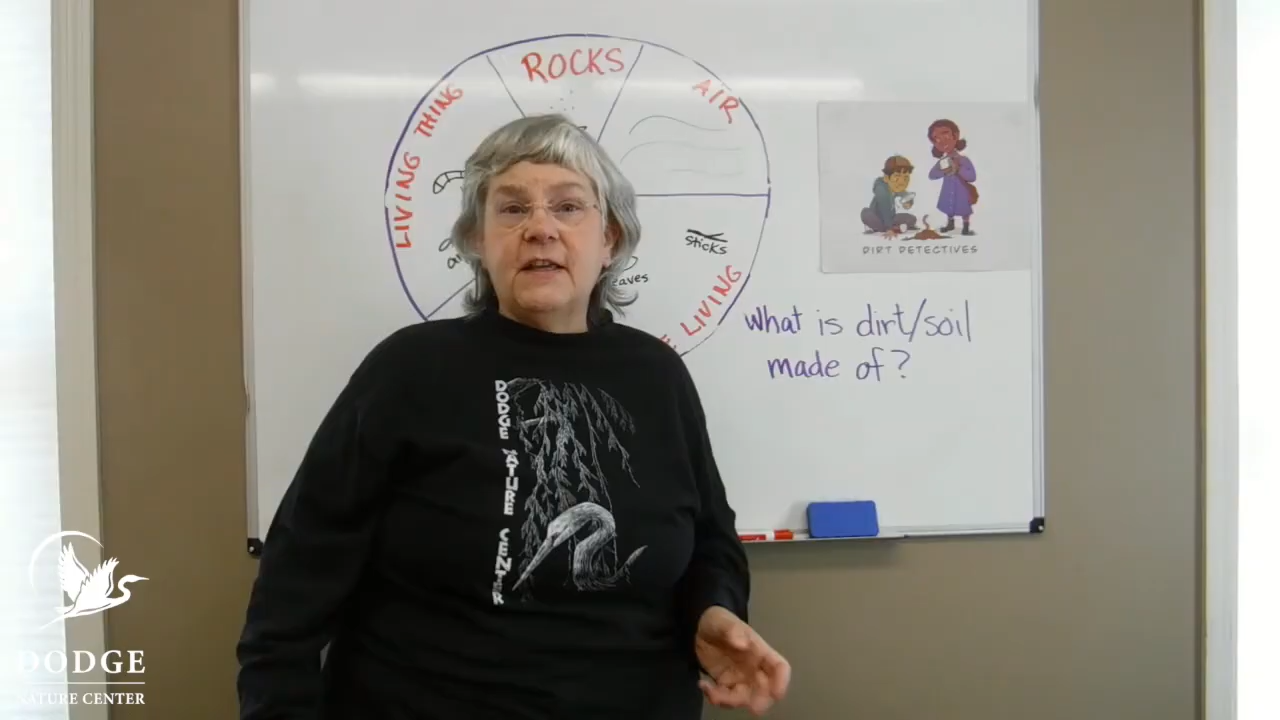 ROCKS
AIR
LIVING THING
sticks
LIVING
DIRT DETECTIVES
What is dirt/soil
made of?
DODGE NATURE CENTER
DODGE
NATURE CENTER